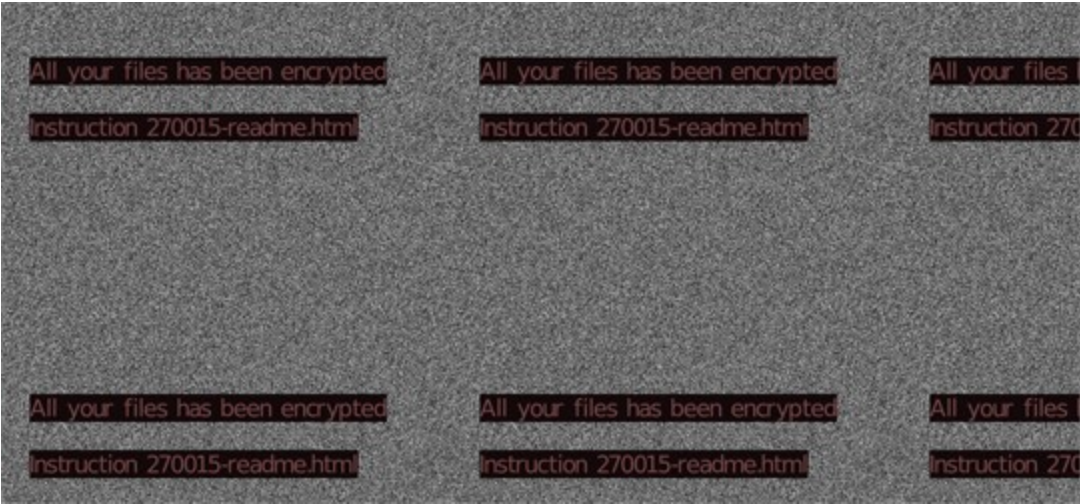 All your files has been encrypted All your files has been encrypted All your files
Instruction 270015-readme.html Instruction 270015-readme.html Instruction 270
All your files has been encrypted All your files has been encrypted All your files
Instruction 270015-readme.html Instruction 270015-readme.html Instruction 270